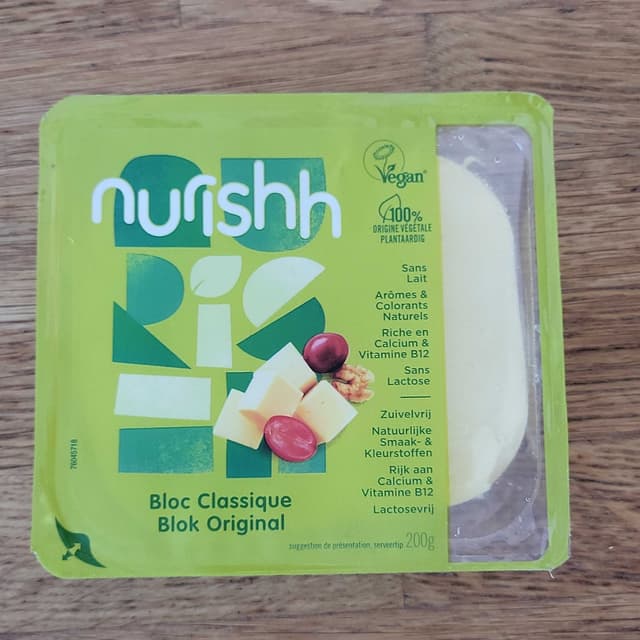 nurishh
Vegan
100%
ORIGINE VÉGÉTALE
PLANTAARDIG
Sans
Lait
Arômes &
Colorants
Naturels
Riche en
Calcium &
Vitamine B12
Sans
Lactose
Zuivelvrij
Natuurlijke
Smaak- &
Kleurstoffen
Rijk aan
Calcium &
Vitamine B12
Lactosevrij
Bloc Classique
Blok Original
suggestion de présentation, serveertip 200g
76045718